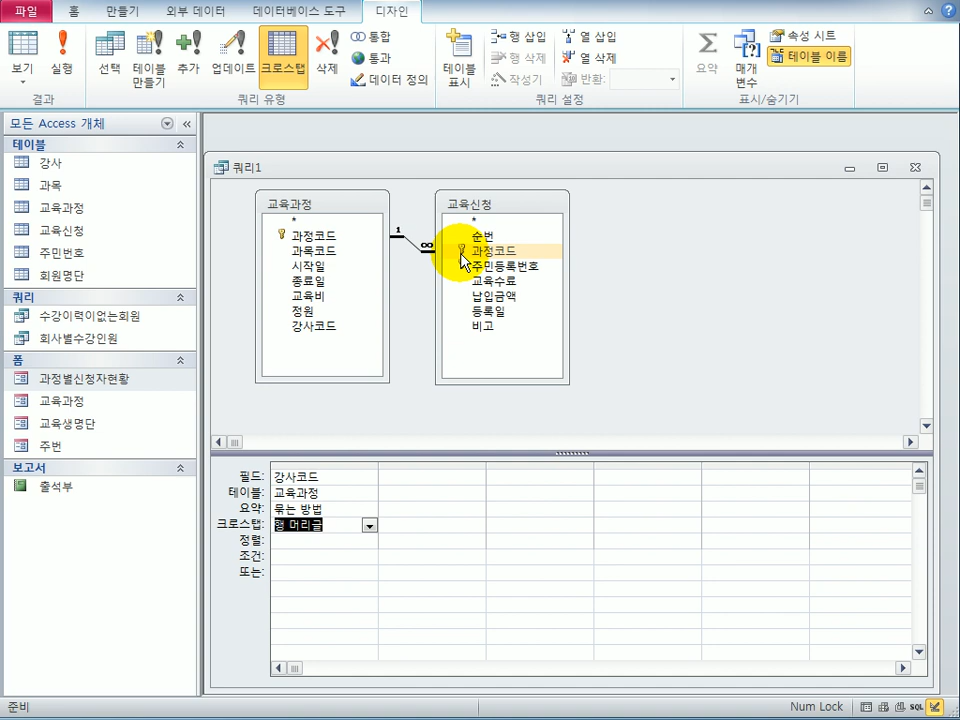 파일 홈 만들기 외부 데이터 데이터베이스 도구 디자인
보기 실행 선택 테이블 만들기 추가 업데이트 크로스탭 삭제
통합
통과
데이터 정의
테이블 표시
행 삽입
행 삭제
작성기
열 삽입
열 삭제
반환:
요약
매개 변수
속성 시트
테이블 이름
결과 쿼리 유형 쿼리 설정 표시/숨기기
모든 Access 개체
테이블
강사
과목
교육과정
교육신청
주민번호
회원명단
쿼리
수강이력이없는회원
회사별수강인원
폼
과정별신청자현황
교육과정
교육생명단
주번
보고서
출석부
쿼리1
교육과정
*
과정코드
과목코드
시작일
종료일
교육비
정원
강사코드
1
∞
교육신청
*
순번
과정코드
주민등록번호
교육수료
납입금액
등록일
비고
필드: 강사코드
테이블: 교육과정
요약: 묶는 방법
크로스탭: 행 머리글
정렬:
조건:
또는:
준비
Num Lock
SQL